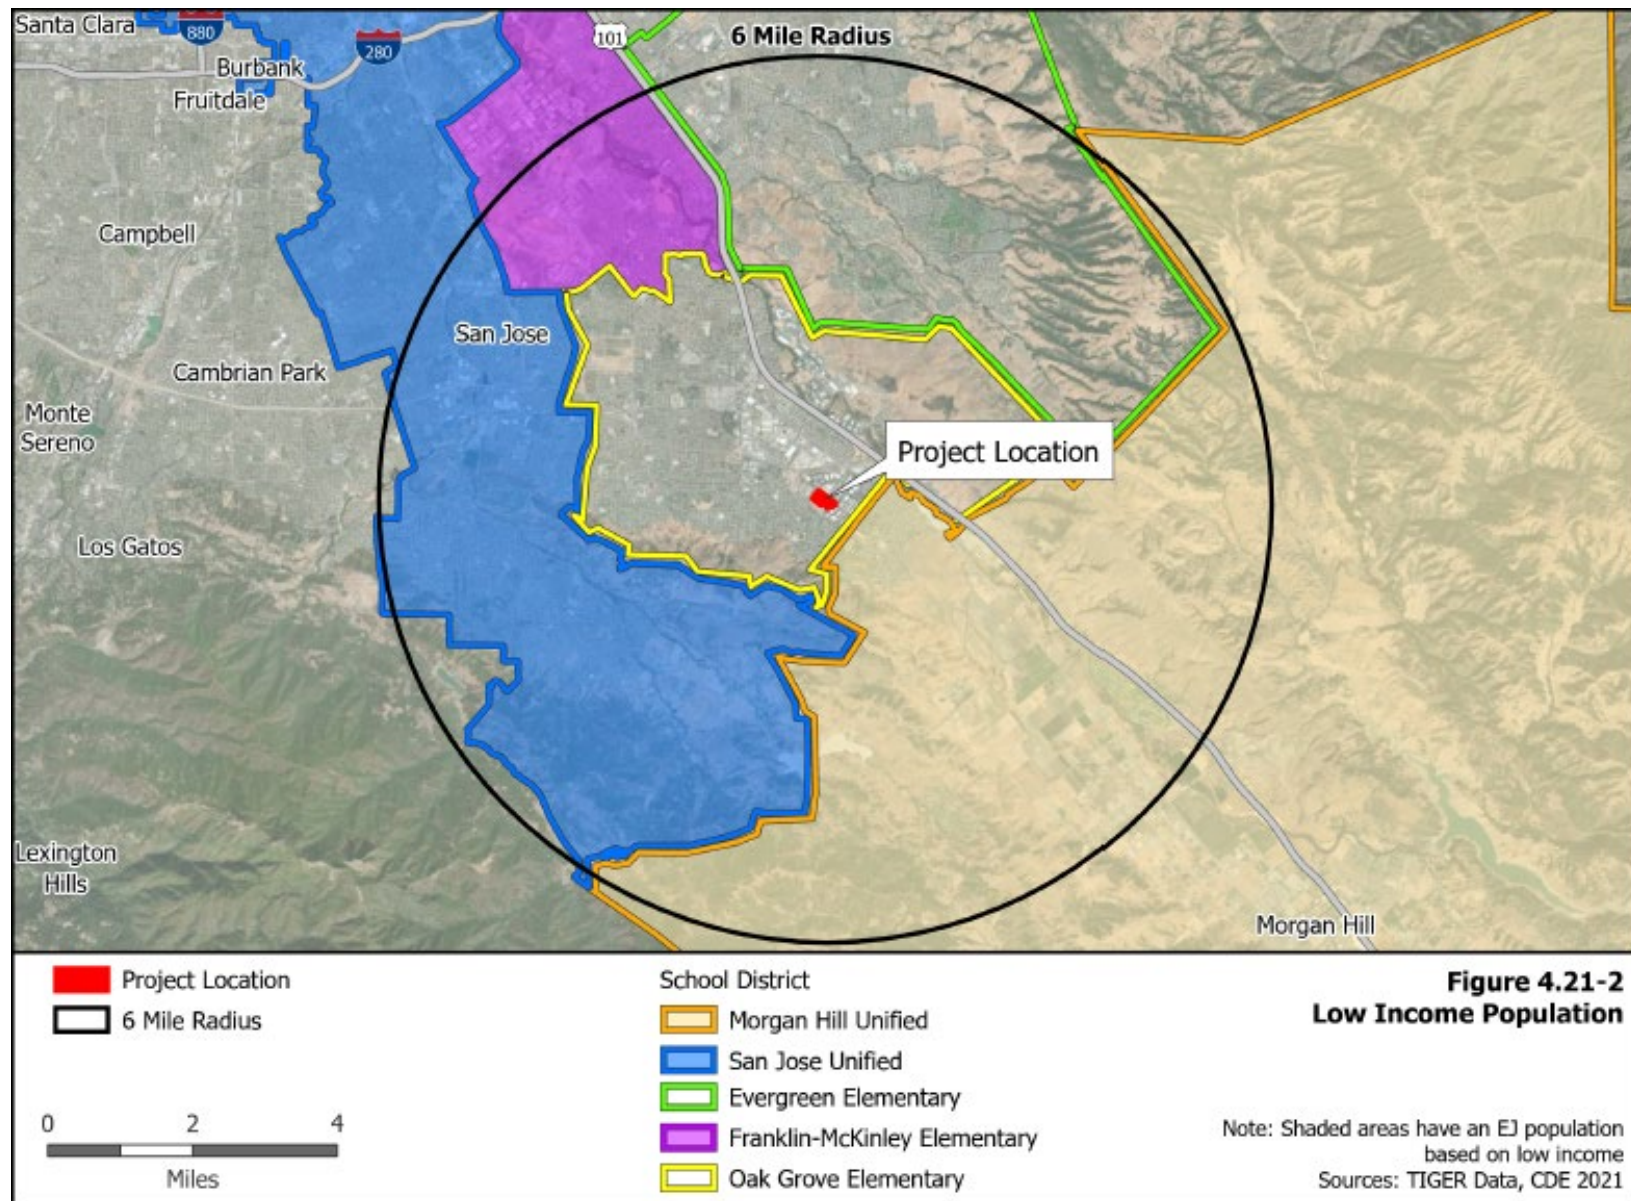 Santa Clara
880
280
101
6 Mile Radius
Burbank
Fruitdale
Campbell
San Jose
Cambrian Park
Monte
Sereno
Project Location
Los Gatos
Lexington
Hills
Morgan Hill
Project Location
6 Mile Radius
0 2 4
Miles
School District
Morgan Hill Unified
San Jose Unified
Evergreen Elementary
Franklin-McKinley Elementary
Oak Grove Elementary
Figure 4.21-2
Low Income Population
Note: Shaded areas have an EJ population
based on low income
Sources: TIGER Data, CDE 2021